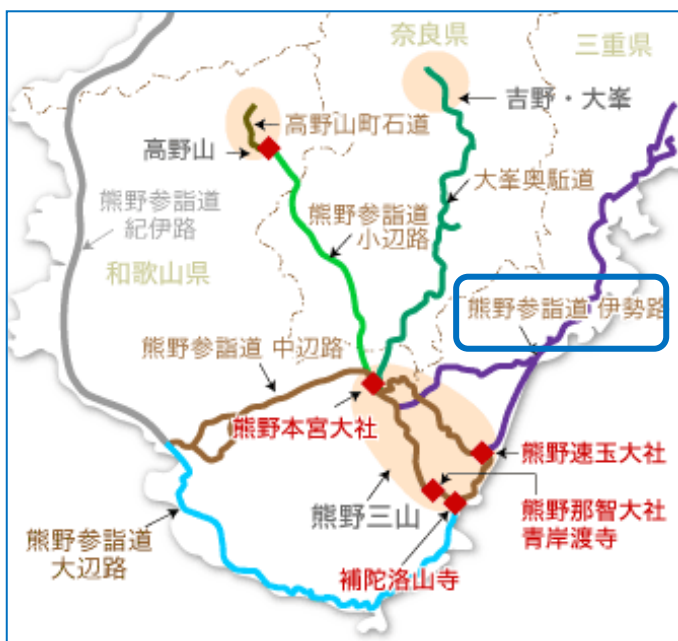 奈良県
三重県
吉野・大峯
高野山町石道
高野山
大峯奥駈道
熊野参詣道
紀伊路
熊野参詣道
小辺路
和歌山県
熊野参詣道 伊勢路
熊野参詣道 中辺路
熊野本宮大社
熊野速玉大社
熊野三山
熊野那智大社
青岸渡寺
熊野参詣道
大辺路
補陀洛山寺